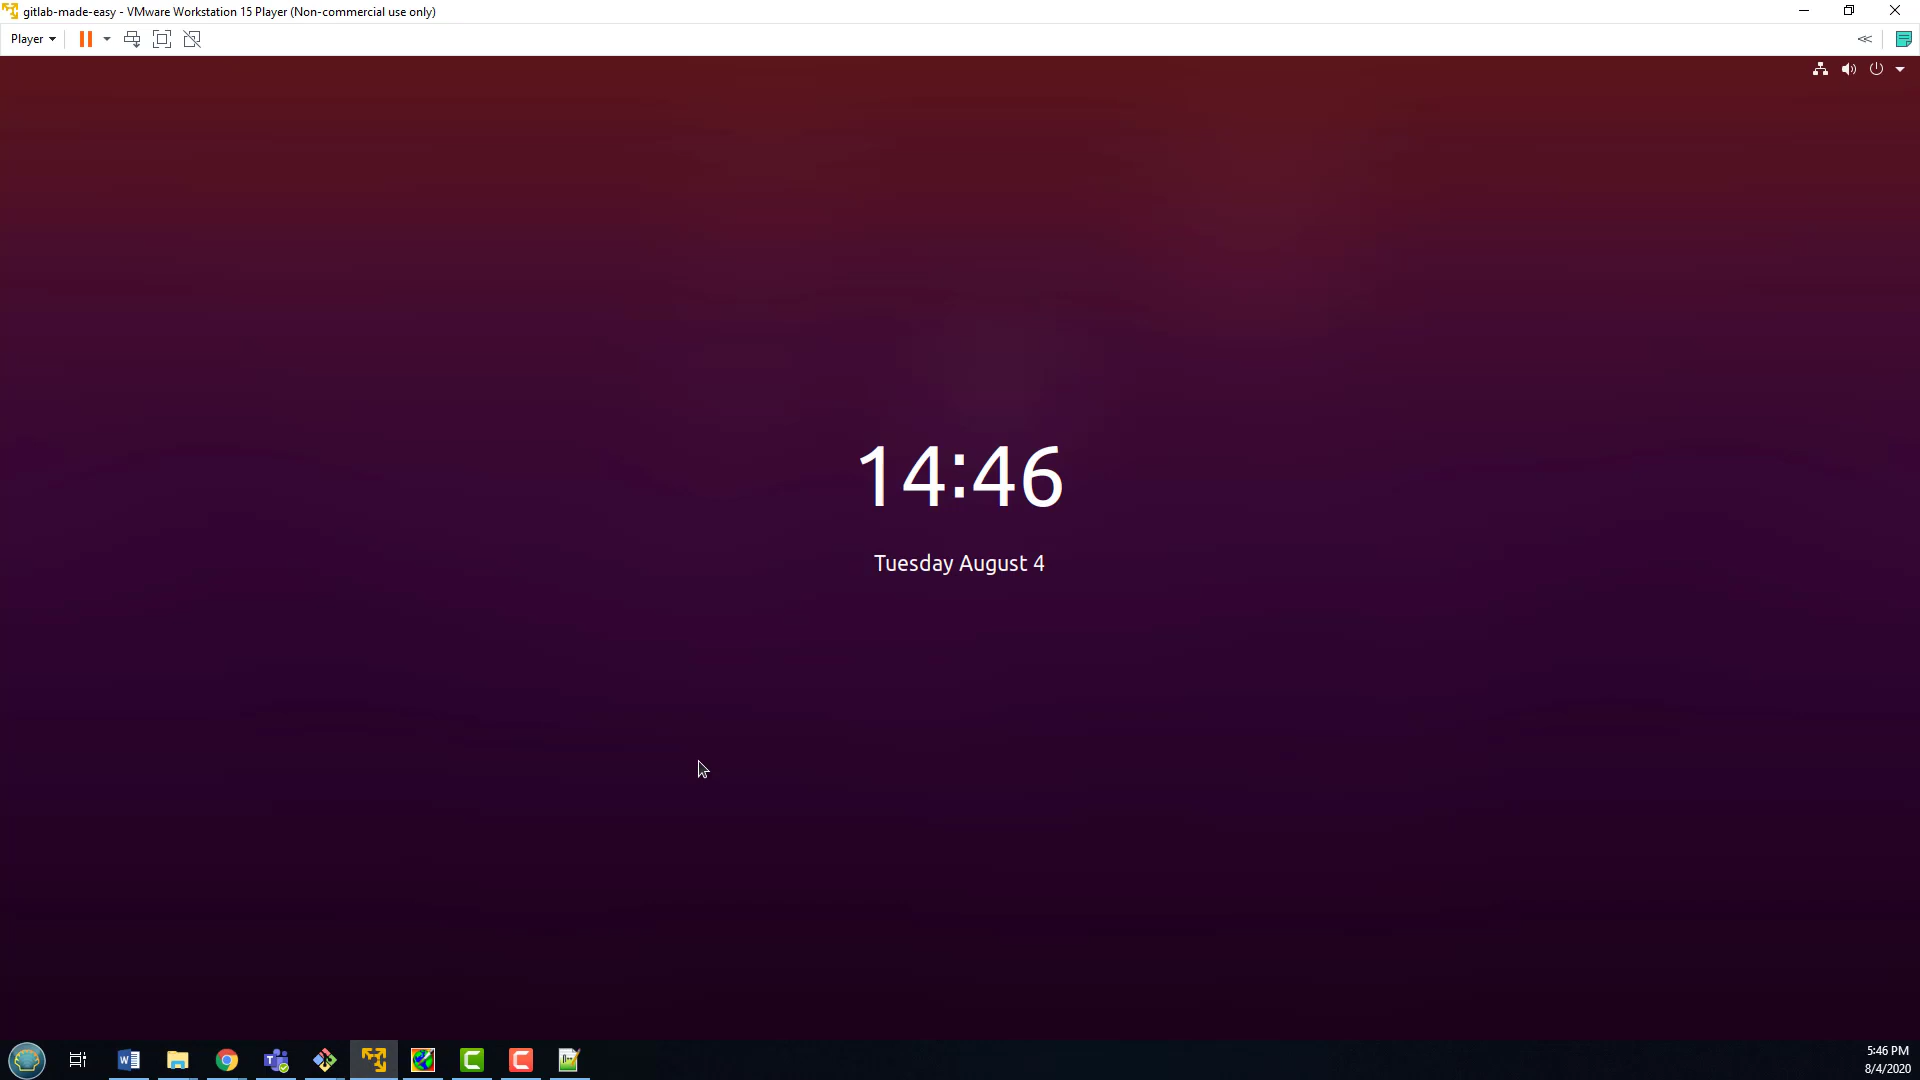 gitlab-made-easy - VMware Workstation 15 Player (Non-commercial use only)
Player
14:46
Tuesday August 4
5:46 PM
8/4/2020